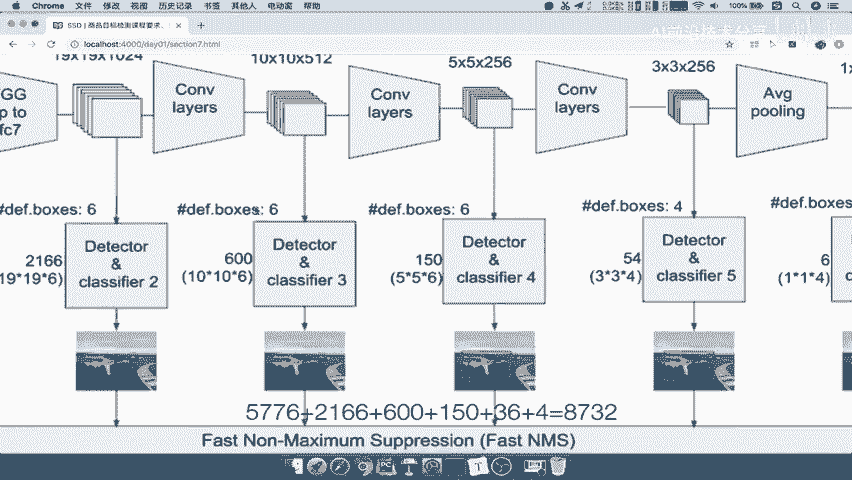 Chrome 文件 修改 视图 历史记录 书签 其他人 电动窗 帮助
100%
SSD | 商品目标检测课程要求、
localhost:4000/day01/section7.html
19x19x1024
10x10x512
5x5x256
3x3x256
GG
p to
fc7
Conv
layers
Conv
layers
Conv
layers
Avg
pooling
#def.boxes: 6
#def.boxes: 6
#def.boxes: 6
#def.boxes: 4
#def.boxes:
2166
19*19*6)
Detector
&
classifier 2
600
(10*10*6)
Detector
&
classifier 3
150
(5*5*6)
Detector
&
classifier 4
54
(3*3*4)
Detector
&
classifier 5
6
(1*1*4)
5776+2166+600+150+36+4=8732
Fast Non-Maximum Suppression (Fast NMS)